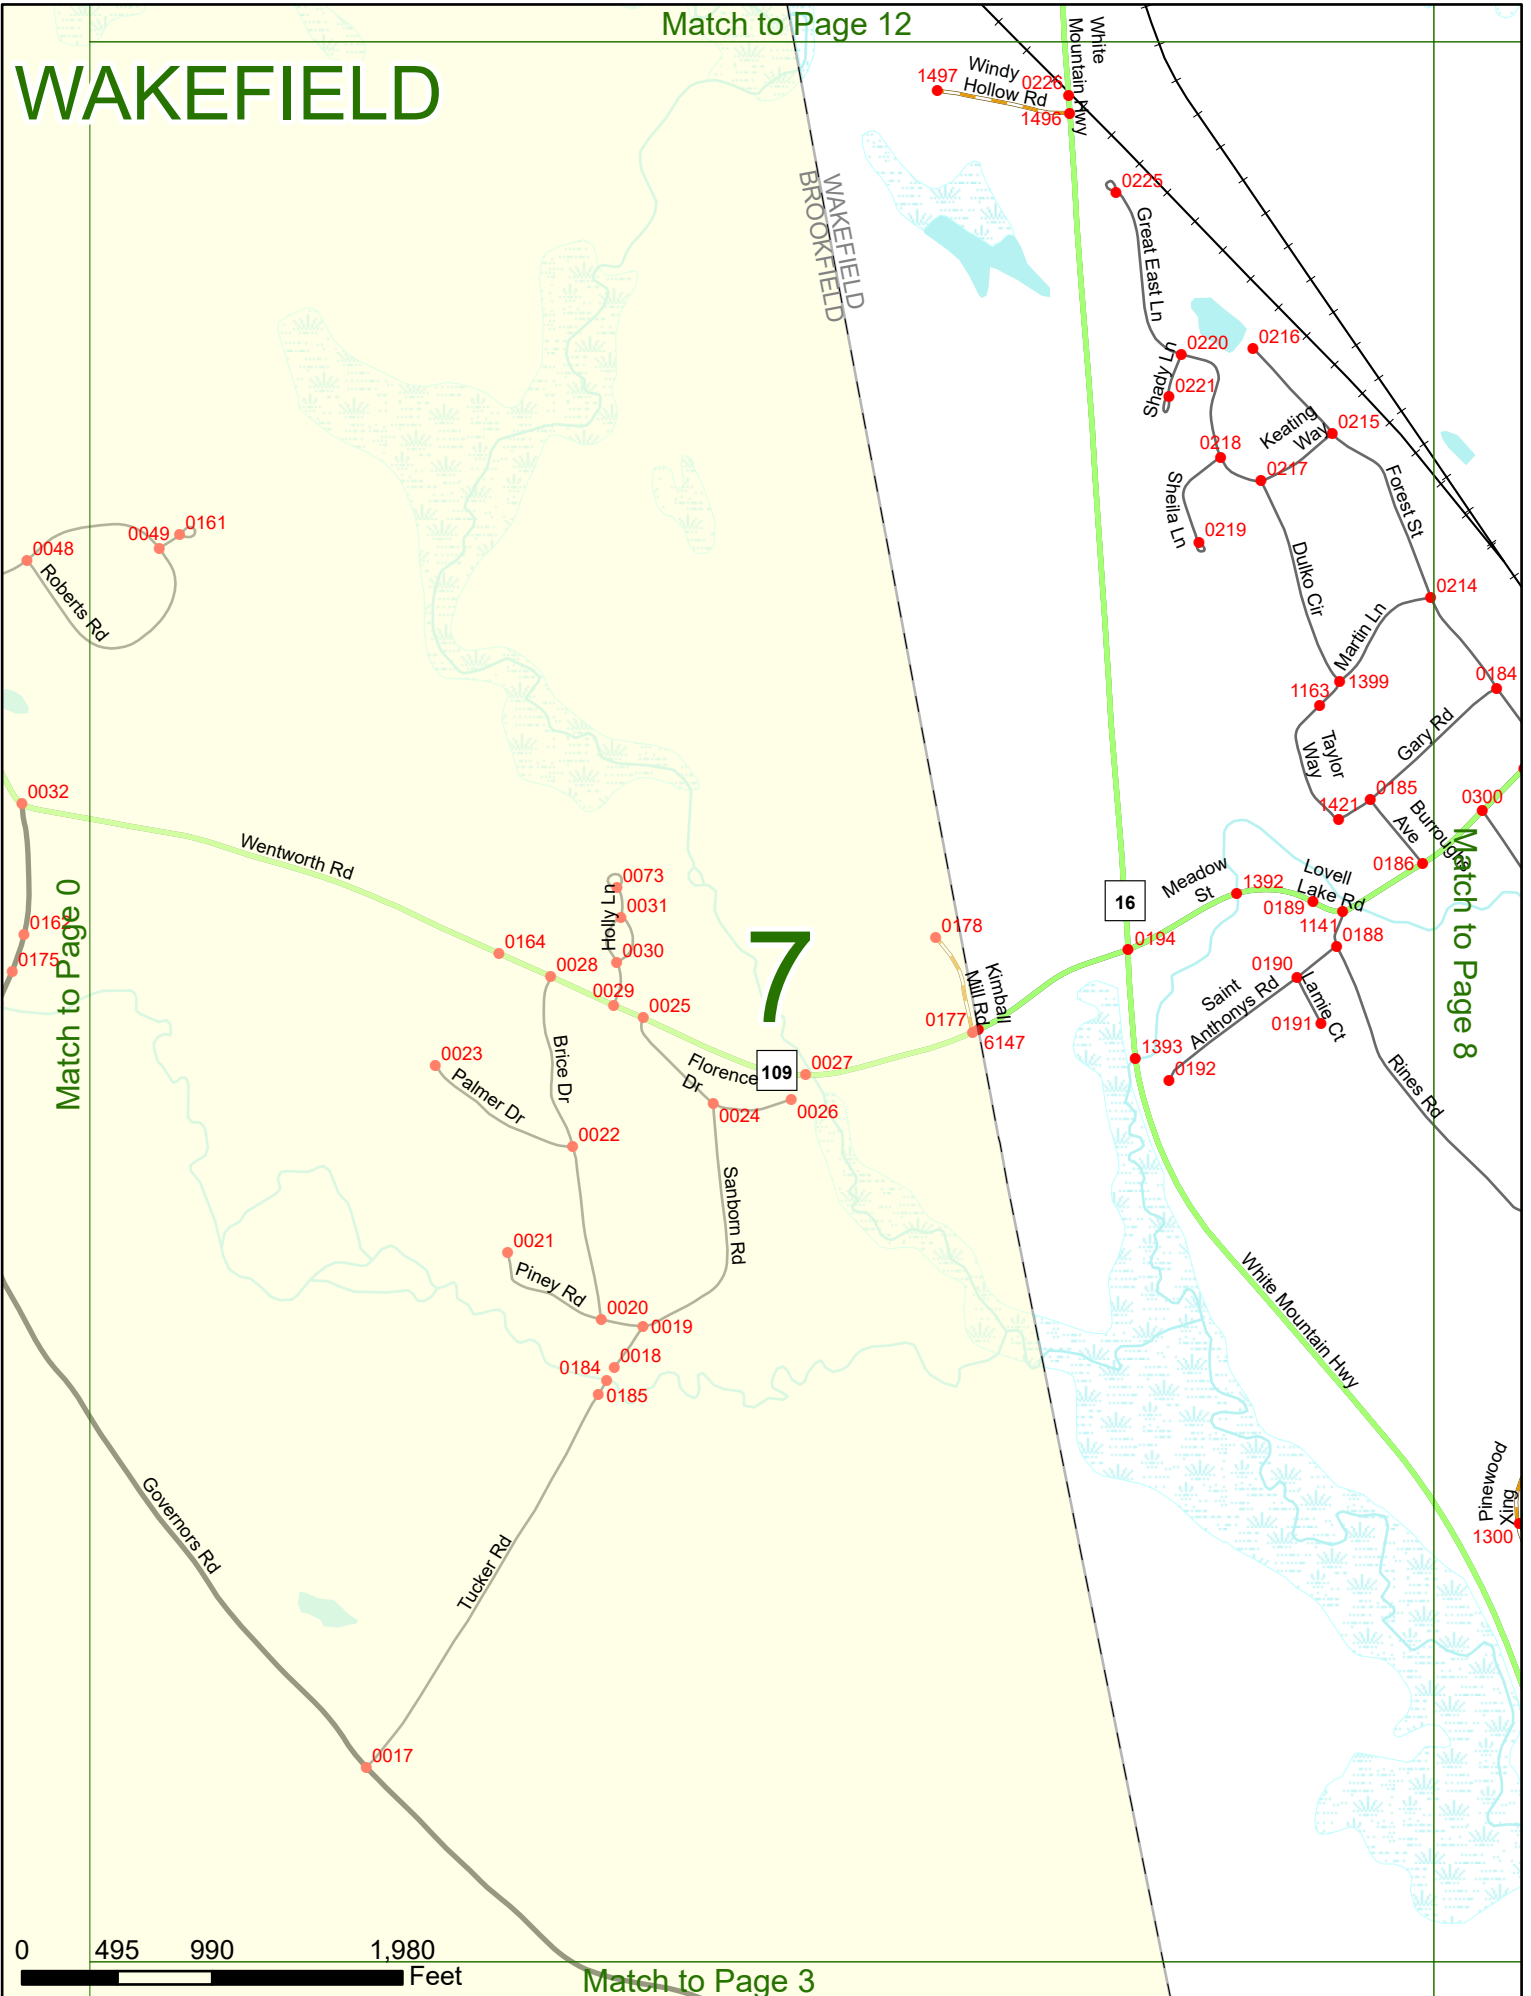 Match to Page 12
WAKEFIELD
White
Mountain Hwy
Windy
Hollow Rd
1497
0226
1496
WAKEFIELD
BROOKFIELD
0225
Great East Ln
0220
0216
Shady Ln
0221
Keating
Way
0215
0218
0217
Forest St
Sheila Ln
0219
0161
0049
0048
Roberts Rd
Dulko Cir
0214
Martin Ln
1399
0184
1163
Taylor
Way
Gary Rd
0185
1421
0300
0032
Burroughs
Ave
0186
Wentworth Rd
Match to Page 0
Match to Page 8
0073
Holly Ln
0031
Meadow
St
1392
Lovell
Lake Rd
16
0189
1141
0162
0164
0030
7
0178
0194
0188
0175
0028
0029
0025
Kimball
Mill Rd
0190
Saint
Anthonys Rd
Lamie Ct
0191
0177
6147
0023
Palmer Dr
Brice Dr
Florence
Dr
109
0027
1393
0192
Rines Rd
0024
0026
0022
Sanborn Rd
0021
Piney Rd
White Mountain Hwy
0020
0019
0018
0184
0185
Governors Rd
Pinewood
Xing
1300
Tucker Rd
0017
0 495 990 1,980
Feet
Match to Page 3